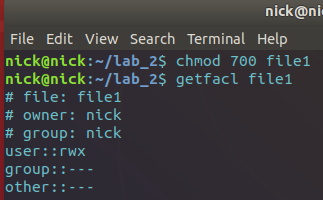 nick@ni
File Edit View Search Terminal Help
nick@nick:~/lab_2$ chmod 700 file1
nick@nick:~/lab_2$ getfacl file1
# file: file1
# owner: nick
# group: nick
user::rwx
group::---
other::---